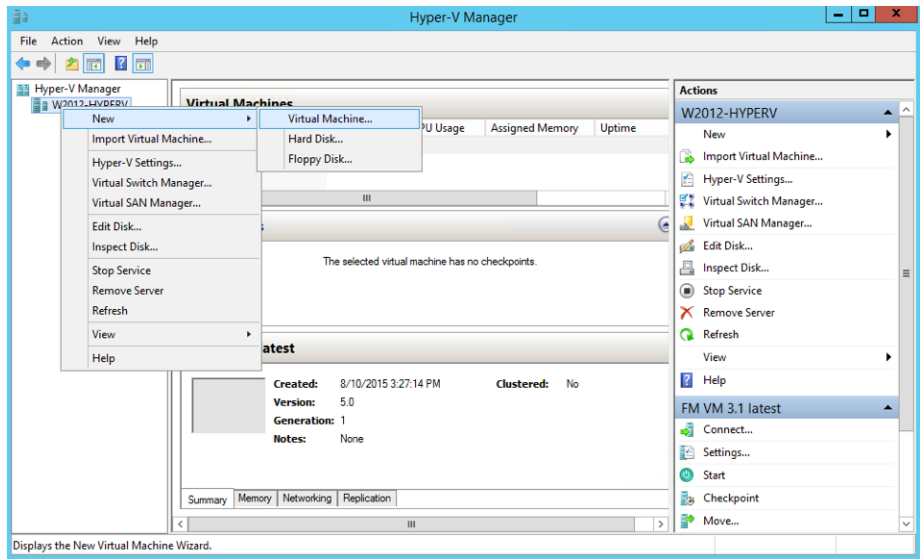 Hyper-V Manager
File Action View Help
Hyper-V Manager
W2012-HYPERV
New
Import Virtual Machine...
Hyper-V Settings...
Virtual Switch Manager...
Virtual SAN Manager...
Edit Disk...
Inspect Disk...
Stop Service
Remove Server
Refresh
View
Help
Virtual Machine...
Hard Disk...
Floppy Disk...
Virtual Machines
PU Usage Assigned Memory Uptime
The selected virtual machine has no checkpoints.
atest
Created: 8/10/2015 3:27:14 PM Clustered: No
Version: 5.0
Generation: 1
Notes: None
Summary Memory Networking Replication
Actions
W2012-HYPERV
New
Import Virtual Machine...
Hyper-V Settings...
Virtual Switch Manager...
Virtual SAN Manager...
Edit Disk...
Inspect Disk...
Stop Service
Remove Server
Refresh
View
Help
FM VM 3.1 latest
Connect...
Settings...
Start
Checkpoint
Move...
Displays the New Virtual Machine Wizard.